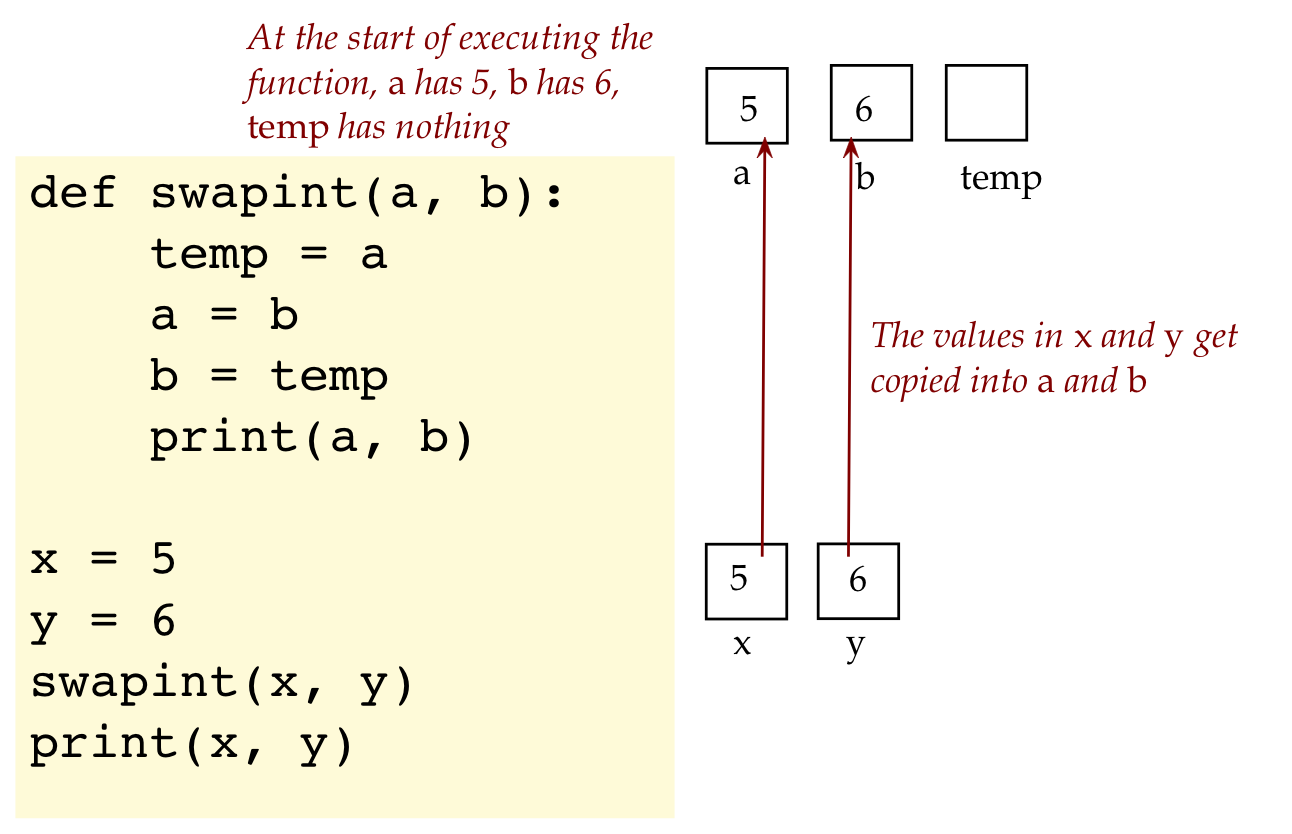 At the start of executing the
function, a has 5, b has 6,
temp has nothing
def swapint(a, b):
    temp = a
    a = b
    b = temp
    print(a, b)
x = 5
y = 6
swapint(x, y)
print(x, y)
5 6
a b temp
The values in x and y get
copied into a and b
5 6
x y